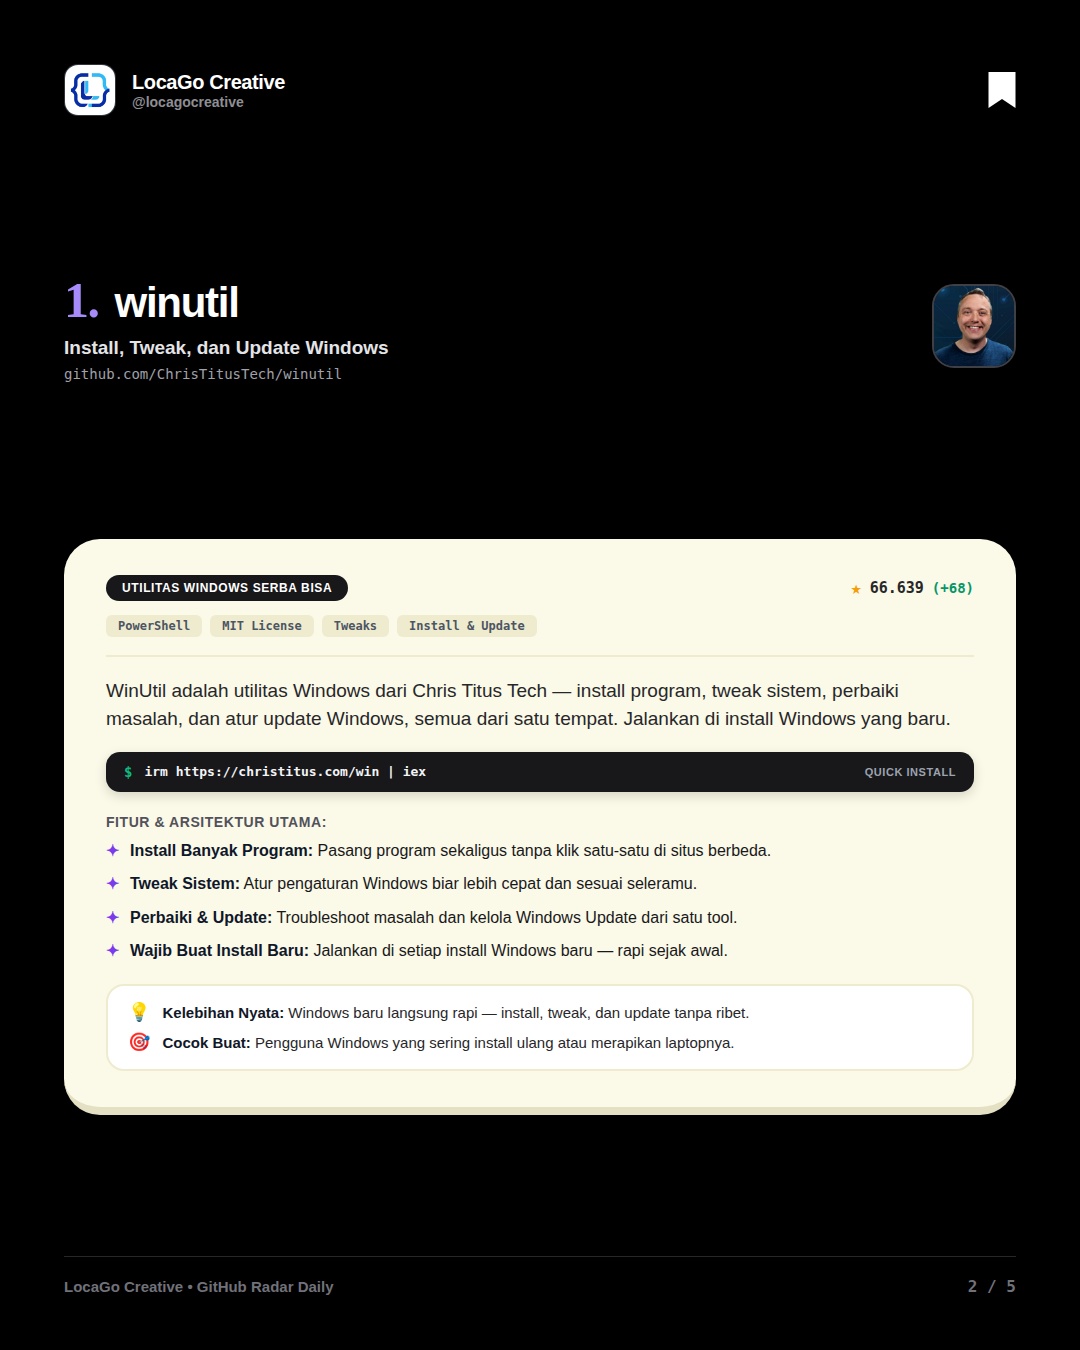 LocaGo Creative
@locagocreative
1. winutil
Install, Tweak, dan Update Windows
github.com/ChrisTitusTech/winutil
UTILITAS WINDOWS SERBA BISA
★ 66.639 (+68)
PowerShell MIT License Tweaks Install & Update
WinUtil adalah utilitas Windows dari Chris Titus Tech — install program, tweak sistem, perbaiki
masalah, dan atur update Windows, semua dari satu tempat. Jalankan di install Windows yang baru.
$ irm https://christitus.com/win | iex QUICK INSTALL
FITUR & ARSITEKTUR UTAMA:
✦ Install Banyak Program: Pasang program sekaligus tanpa klik satu-satu di situs berbeda.
✦ Tweak Sistem: Atur pengaturan Windows biar lebih cepat dan sesuai seleramu.
✦ Perbaiki & Update: Troubleshoot masalah dan kelola Windows Update dari satu tool.
✦ Wajib Buat Install Baru: Jalankan di setiap install Windows baru — rapi sejak awal.
💡 Kelebihan Nyata: Windows baru langsung rapi — install, tweak, dan update tanpa ribet.
🎯 Cocok Buat: Pengguna Windows yang sering install ulang atau merapikan laptopnya.
LocaGo Creative • GitHub Radar Daily
2 / 5